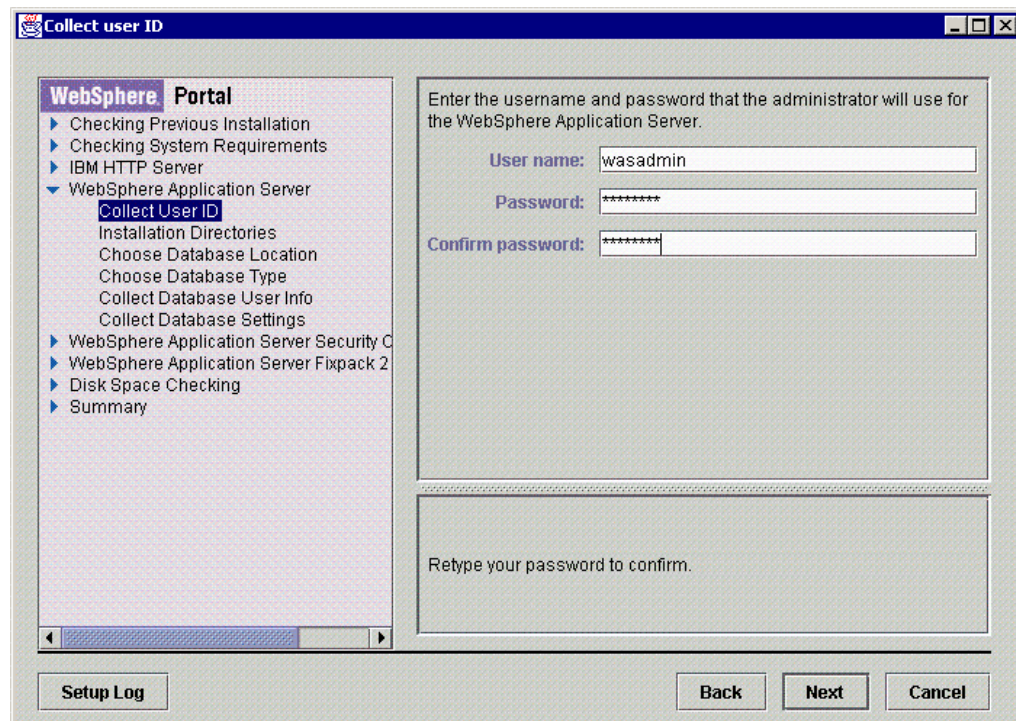 Collect user ID
WebSphere Portal
Checking Previous Installation
Checking System Requirements
IBM HTTP Server
WebSphere Application Server
Collect User ID
Installation Directories
Choose Database Location
Choose Database Type
Collect Database User Info
Collect Database Settings
WebSphere Application Server Security C
WebSphere Application Server Fixpack 2
Disk Space Checking
Summary
Enter the username and password that the administrator will use for
the WebSphere Application Server.
User name: wasadmin
Password: ********
Confirm password: ********
Retype your password to confirm.
Setup Log Back Next Cancel